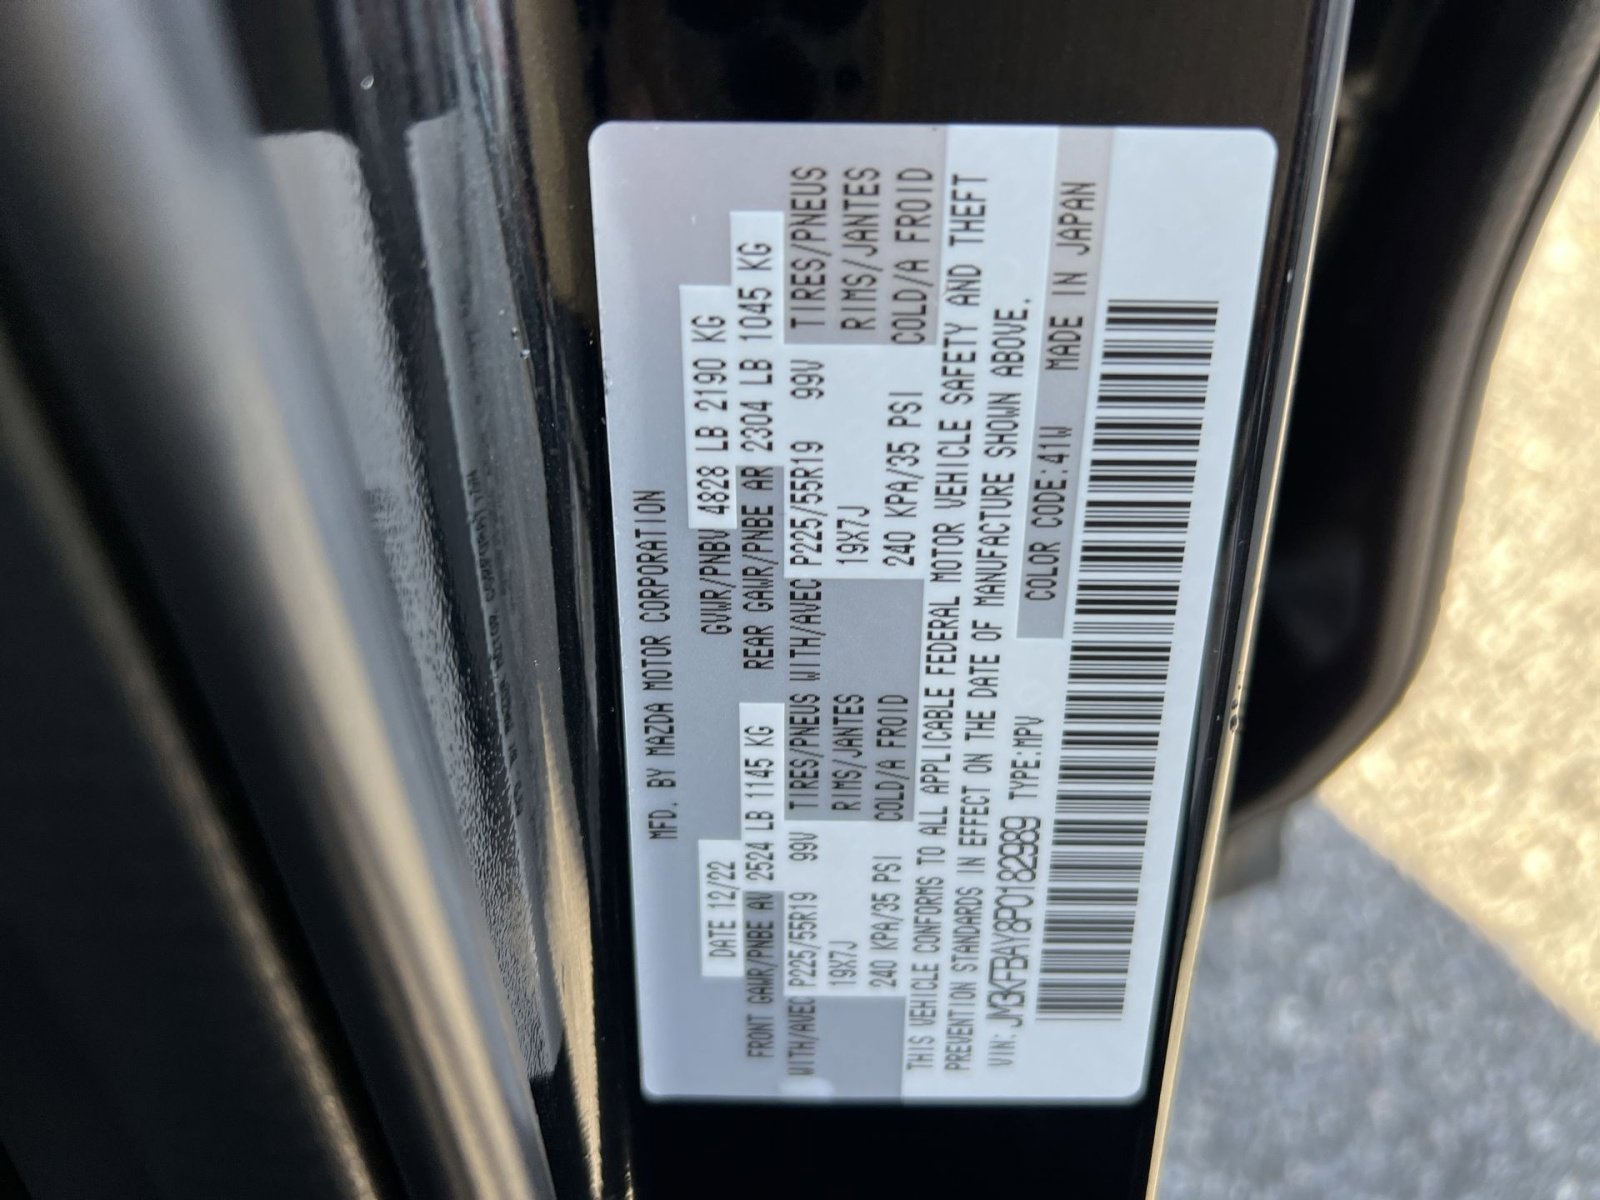 MFD. BY MAZDA MOTOR CORPORATION
DATE 12/22 GVWR/PNBV 4828 LB 2190 KG
FRONT GAWR/PNBE AV 2524 LB 1145 KG REAR GAWR/PNBE AR 2304 LB 1045 KG
WITH/AVEC P225/55R19 99V TIRES/PNEUS WITH/AVEC P225/55R19 99V TIRES/PNEUS
19X7J RIMS/JANTES 19X7J RIMS/JANTES
240 KPA/35 PSI COLD/A FROID 240 KPA/35 PSI COLD/A FROID
THIS VEHICLE CONFORMS TO ALL APPLICABLE FEDERAL MOTOR VEHICLE SAFETY AND THEFT
PREVENTION STANDARDS IN EFFECT ON THE DATE OF MANUFACTURE SHOWN ABOVE.
VIN: JM3KFBAY8P0182989 TYPE:MPV COLOR CODE:41W MADE IN JAPAN